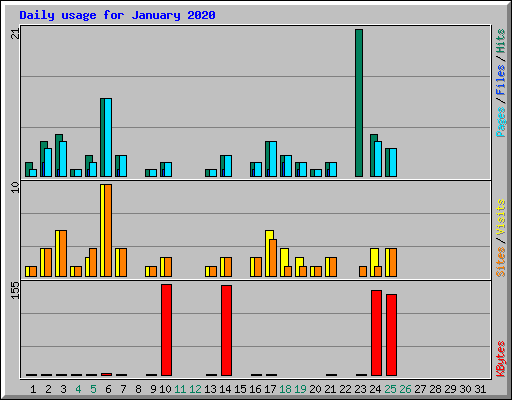 Daily usage for January 2020
21
Pages / Files / Hits
10
Sites / Visits
155
KBytes
1 2 3 4 5 6 7 8 9 10 11 12 13 14 15 16 17 18 19 20 21 22 23 24 25 26 27 28 29 30 31